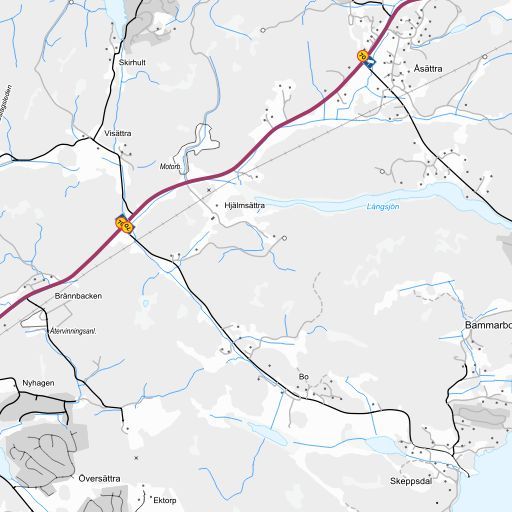 Skirhult
Åsättra
Visättra
Motorb.
Hjälmsättra
Långsjön
Brännbacken
Återvinningsanl.
Bammarbo
Nyhagen
Bo
Översättra
Skeppsdal
Ektorp